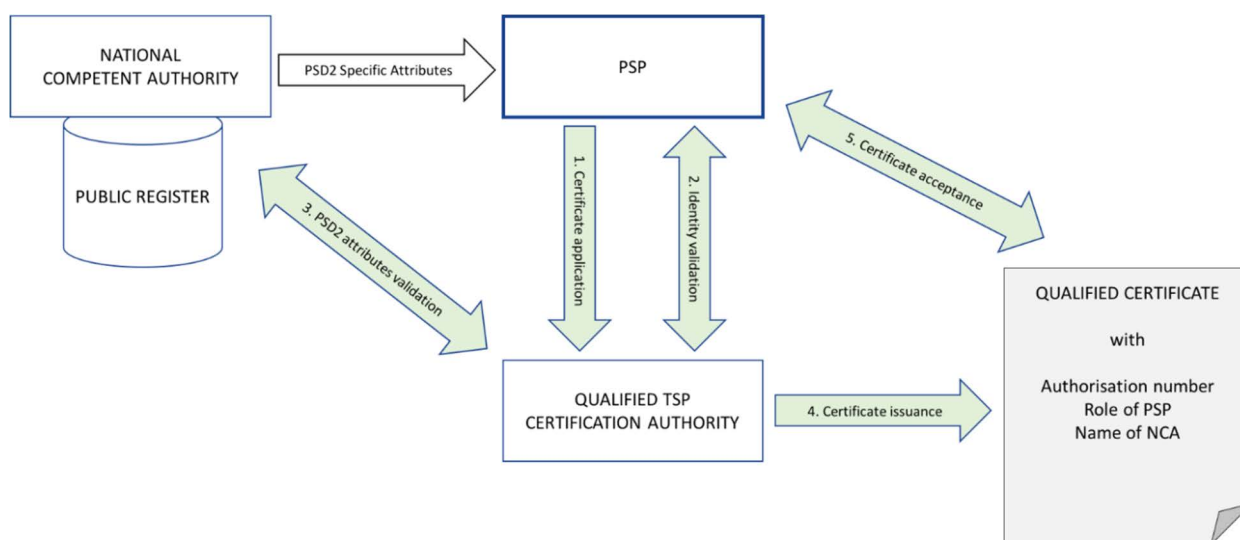 NATIONAL
COMPETENT AUTHORITY
PSD2 Specific Attributes
PSP
PUBLIC REGISTER
1. Certificate application
2. Identity validation
3. PSD2 attributes validation
5. Certificate acceptance
QUALIFIED TSP
CERTIFICATION AUTHORITY
4. Certificate issuance
QUALIFIED CERTIFICATE
with
Authorisation number
Role of PSP
Name of NCA